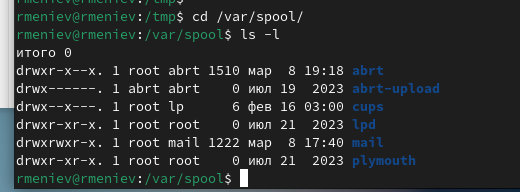 rmeniev@rmeniev:/tmp$
rmeniev@rmeniev:/tmp$ cd /var/spool/
rmeniev@rmeniev:/var/spool$ ls -l
итого 0
drwxr-x--x. 1 root abrt 1510 мар  8 19:18 abrt
drwx------. 1 abrt abrt    0 июл 19  2023 abrt-upload
drwx--x---. 1 root lp      6 фев 16 03:00 cups
drwxr-xr-x. 1 root root    0 июл 21  2023 lpd
drwxrwxr-x. 1 root mail 1222 мар  8 17:40 mail
drwxr-xr-x. 1 root root    0 июл 21  2023 plymouth
rmeniev@rmeniev:/var/spool$